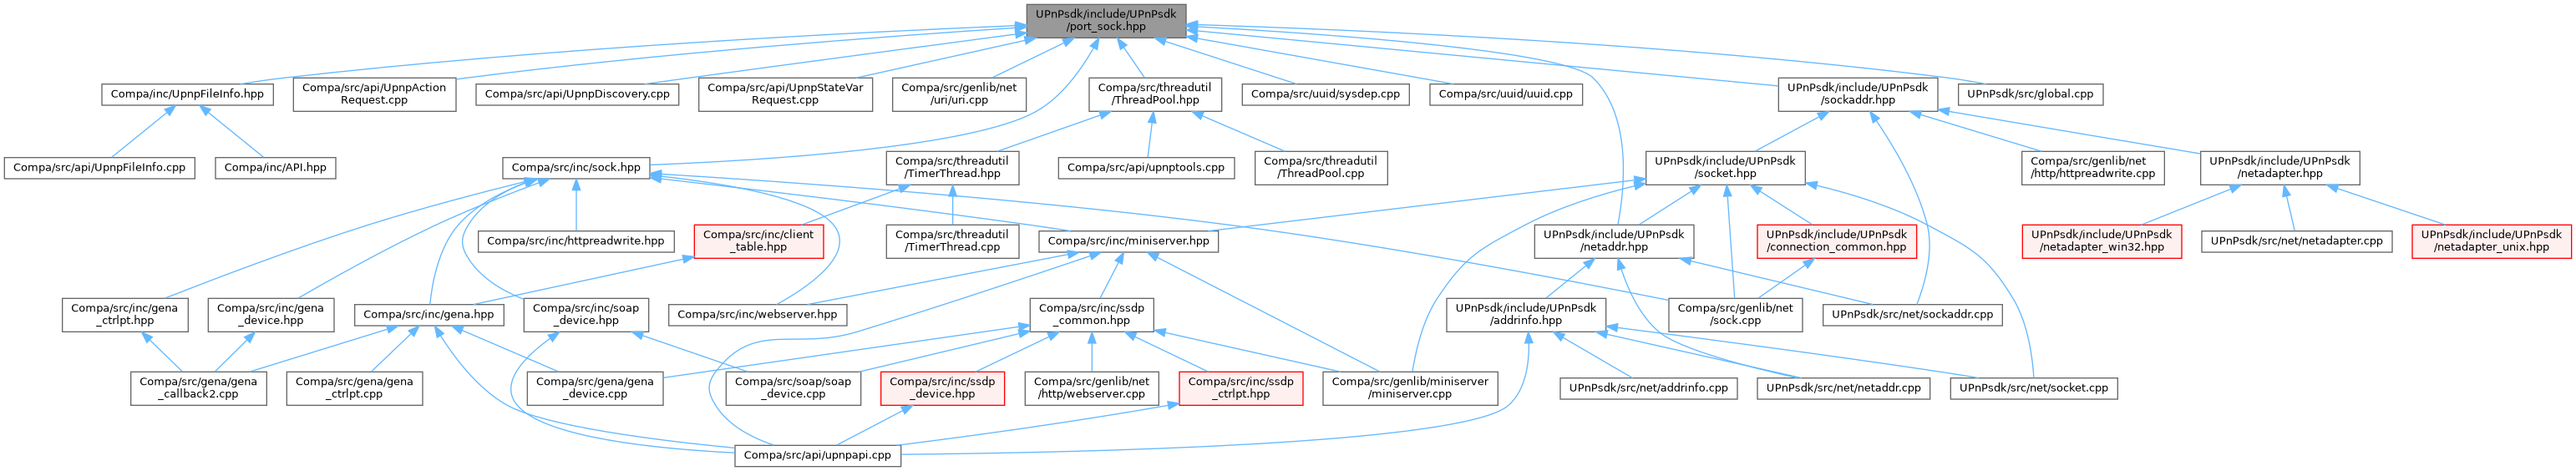 UPnPsdk/include/UPnPsdk
/port_sock.hpp
Compa/inc/UpnpFileInfo.hpp
Compa/src/api/UpnpAction
Request.cpp
Compa/src/api/UpnpDiscovery.cpp
Compa/src/api/UpnpStateVar
Request.cpp
Compa/src/genlib/net
/uri/uri.cpp
Compa/src/threadutil
/ThreadPool.hpp
Compa/src/uuid/sysdep.cpp
Compa/src/uuid/uuid.cpp
UPnPsdk/include/UPnPsdk
/sockaddr.hpp
UPnPsdk/src/global.cpp
Compa/src/api/UpnpFileInfo.cpp
Compa/inc/API.hpp
Compa/src/inc/sock.hpp
Compa/src/threadutil
/TimerThread.hpp
Compa/src/api/upnptools.cpp
Compa/src/threadutil
/ThreadPool.cpp
UPnPsdk/include/UPnPsdk
/socket.hpp
Compa/src/genlib/net
/http/httpreadwrite.cpp
UPnPsdk/include/UPnPsdk
/netadapter.hpp
Compa/src/inc/httpreadwrite.hpp
Compa/src/inc/client
_table.hpp
Compa/src/threadutil
/TimerThread.cpp
Compa/src/inc/miniserver.hpp
UPnPsdk/include/UPnPsdk
/netaddr.hpp
UPnPsdk/include/UPnPsdk
/connection_common.hpp
UPnPsdk/include/UPnPsdk
/netadapter_win32.hpp
UPnPsdk/src/net/netadapter.cpp
UPnPsdk/include/UPnPsdk
/netadapter_unix.hpp
Compa/src/inc/gena
_ctrlpt.hpp
Compa/src/inc/gena
_device.hpp
Compa/src/inc/gena.hpp
Compa/src/inc/soap
_device.hpp
Compa/src/inc/webserver.hpp
Compa/src/inc/ssdp
_common.hpp
UPnPsdk/include/UPnPsdk
/addrinfo.hpp
Compa/src/genlib/net
/sock.cpp
UPnPsdk/src/net/sockaddr.cpp
Compa/src/gena/gena
_callback2.cpp
Compa/src/gena/gena
_ctrlpt.cpp
Compa/src/gena/gena
_device.cpp
Compa/src/soap/soap
_device.cpp
Compa/src/inc/ssdp
_device.hpp
Compa/src/genlib/net
/http/webserver.cpp
Compa/src/inc/ssdp
_ctrlpt.hpp
Compa/src/genlib/miniserver
/miniserver.cpp
UPnPsdk/src/net/addrinfo.cpp
UPnPsdk/src/net/netaddr.cpp
UPnPsdk/src/net/socket.cpp
Compa/src/api/upnpapi.cpp